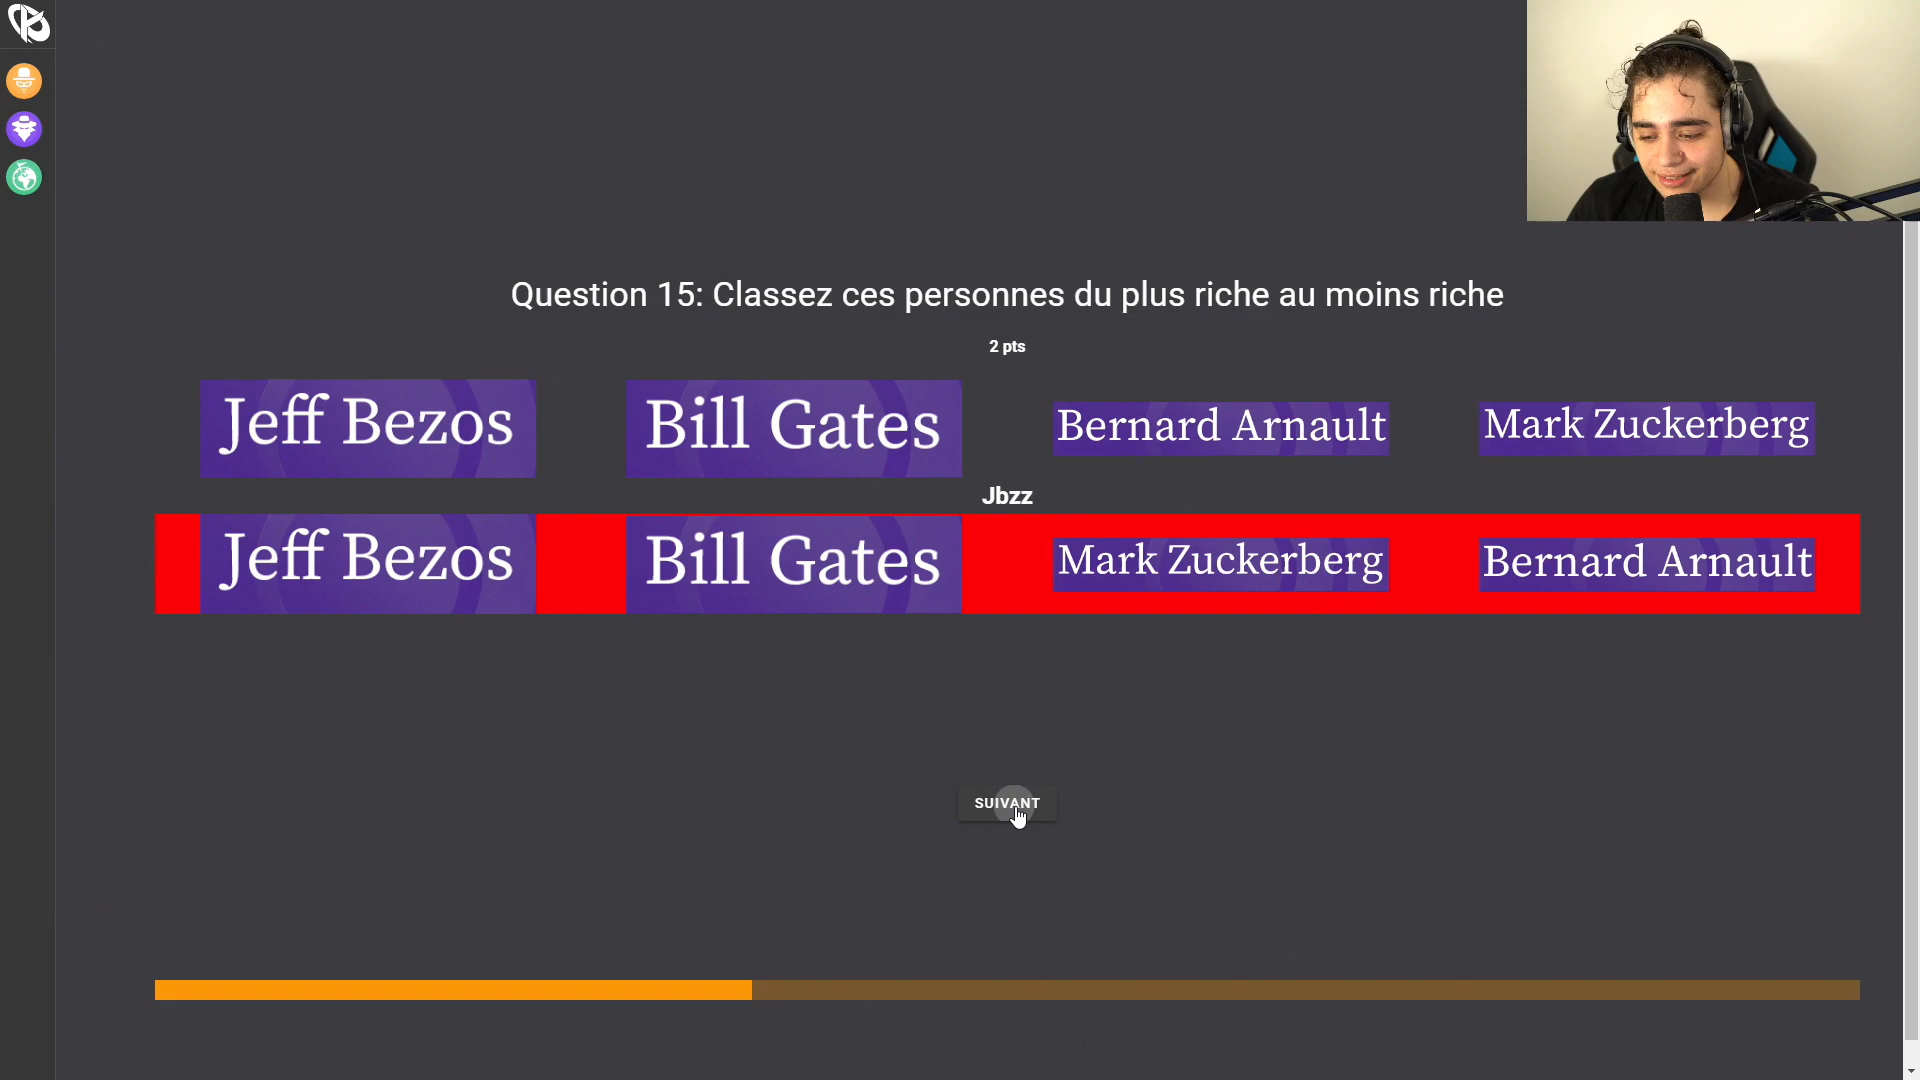 Question 15: Classez ces personnes du plus riche au moins riche
2 pts
Jeff Bezos Bill Gates Bernard Arnault Mark Zuckerberg
Jbzz
Jeff Bezos Bill Gates Mark Zuckerberg Bernard Arnault
SUIVANT